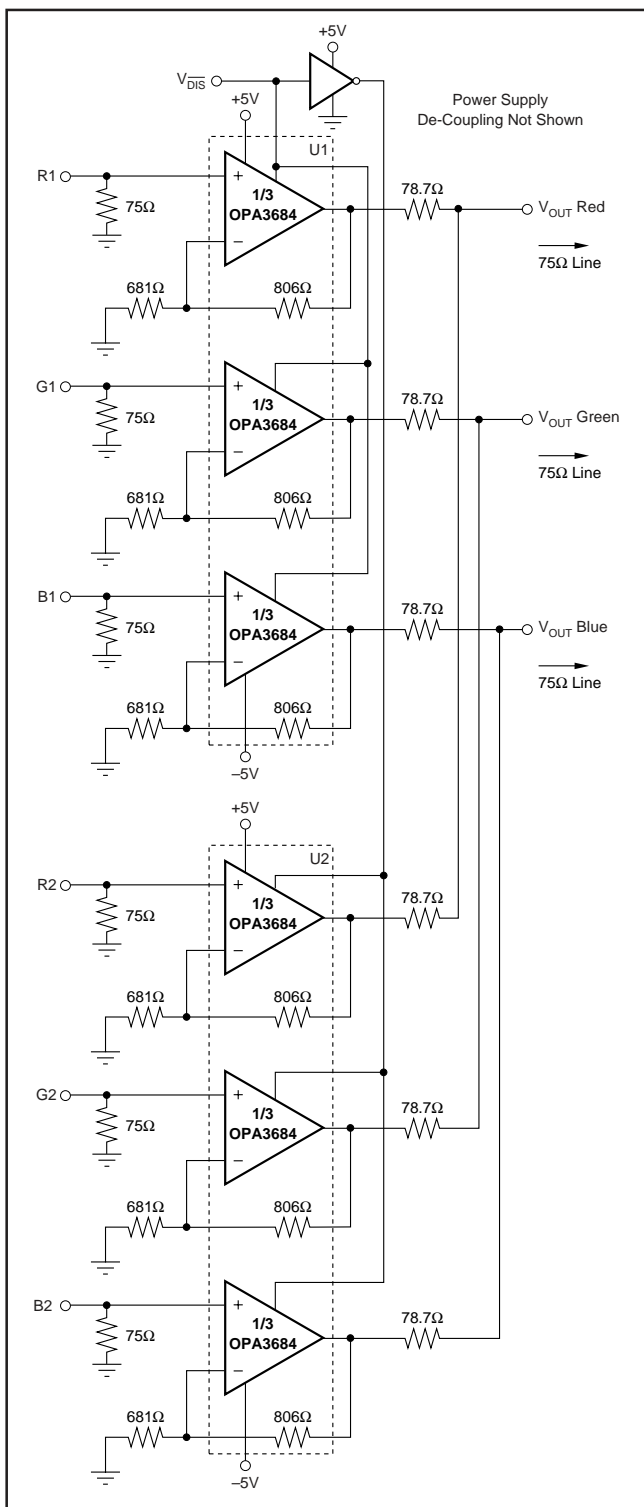 +5V
V DIS
+5V
Power Supply
De-Coupling Not Shown
U1
R1
+
1/3
OPA3684
−
75Ω
78.7Ω
VOUT Red
75Ω Line
681Ω
806Ω
G1
+
1/3
OPA3684
−
75Ω
78.7Ω
VOUT Green
75Ω Line
681Ω
806Ω
B1
+
1/3
OPA3684
−
75Ω
78.7Ω
VOUT Blue
75Ω Line
681Ω
806Ω
−5V
+5V
U2
R2
+
1/3
OPA3684
−
75Ω
78.7Ω
681Ω
806Ω
G2
+
1/3
OPA3684
−
75Ω
78.7Ω
681Ω
806Ω
B2
+
1/3
OPA3684
−
75Ω
78.7Ω
681Ω
806Ω
−5V